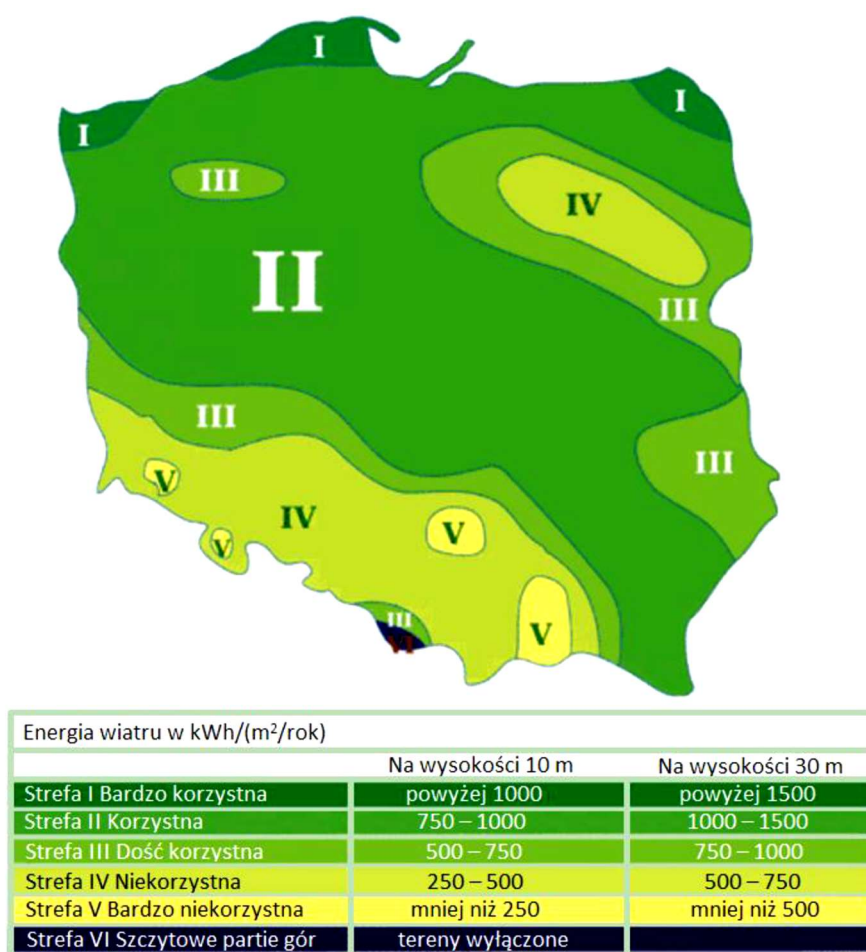 I
I
I
III
IV
II
III
III
III
V
IV
V
V
III
VI
V
Energia wiatru w kWh/(m²/rok)
Na wysokości 10 m Na wysokości 30 m
Strefa I Bardzo korzystna powyżej 1000 powyżej 1500
Strefa II Korzystna 750 – 1000 1000 – 1500
Strefa III Dość korzystna 500 – 750 750 – 1000
Strefa IV Niekorzystna 250 – 500 500 – 750
Strefa V Bardzo niekorzystna mniej niż 250 mniej niż 500
Strefa VI Szczytowe partie gór tereny wyłączone